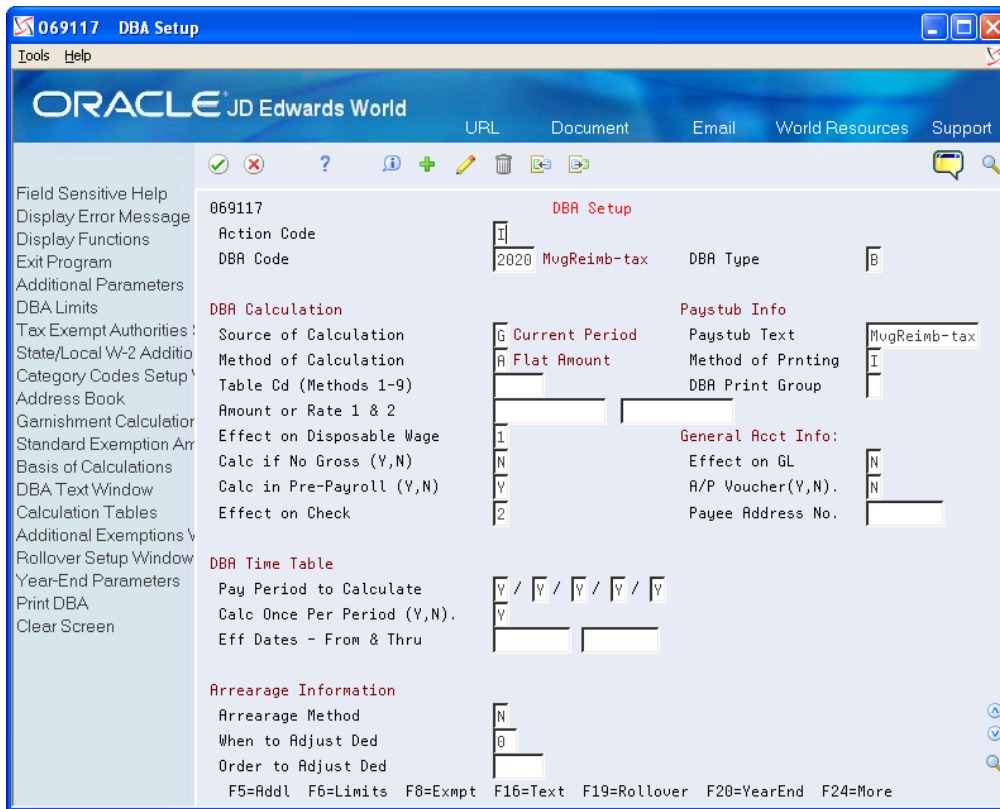 069117 DBA Setup
Tools Help
ORACLE JD Edwards World
URL Document Email World Resources Support
Field Sensitive Help
Display Error Message
Display Functions
Exit Program
Additional Parameters
DBA Limits
Tax Exempt Authorities
State/Local W-2 Additio
Category Codes Setup
Address Book
Garnishment Calculation
Standard Exemption Am
Basis of Calculations
DBA Text Window
Calculation Tables
Additional Exemptions
Rollover Setup Window
Year-End Parameters
Print DBA
Clear Screen
069117 DBA Setup
Action Code I
DBA Code 2020 MvgReimb-tax DBA Type B
DBA Calculation Paystub Info
Source of Calculation G Current Period Paystub Text MvgReimb-tax
Method of Calculation A Flat Amount Method of Prnting I
Table Cd (Methods 1-9) DBA Print Group
Amount or Rate 1 & 2
Effect on Disposable Wage 1 General Acct Info:
Calc if No Gross (Y,N) N Effect on GL N
Calc in Pre-Payroll (Y,N) Y A/P Voucher(Y,N). N
Effect on Check 2 Payee Address No.
DBA Time Table
Pay Period to Calculate Y / Y / Y / Y / Y
Calc Once Per Period (Y,N). Y
Eff Dates - From & Thru
Arrearage Information
Arrearage Method N
When to Adjust Ded 0
Order to Adjust Ded
F5=Addl F6=Limits F8=Exmpt F16=Text F19=Rollover F20=YearEnd F24=More